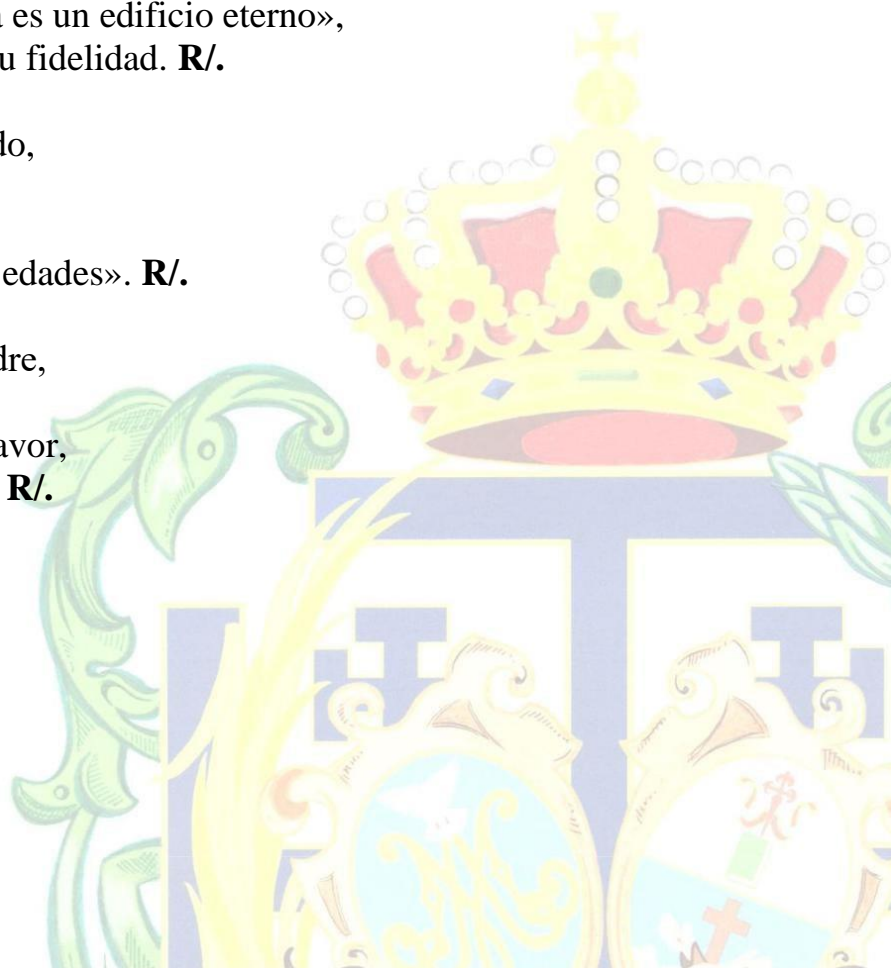 es un edificio eterno»,
u fidelidad. R/.
do,
edades». R/.
dre,
avor,
R/.